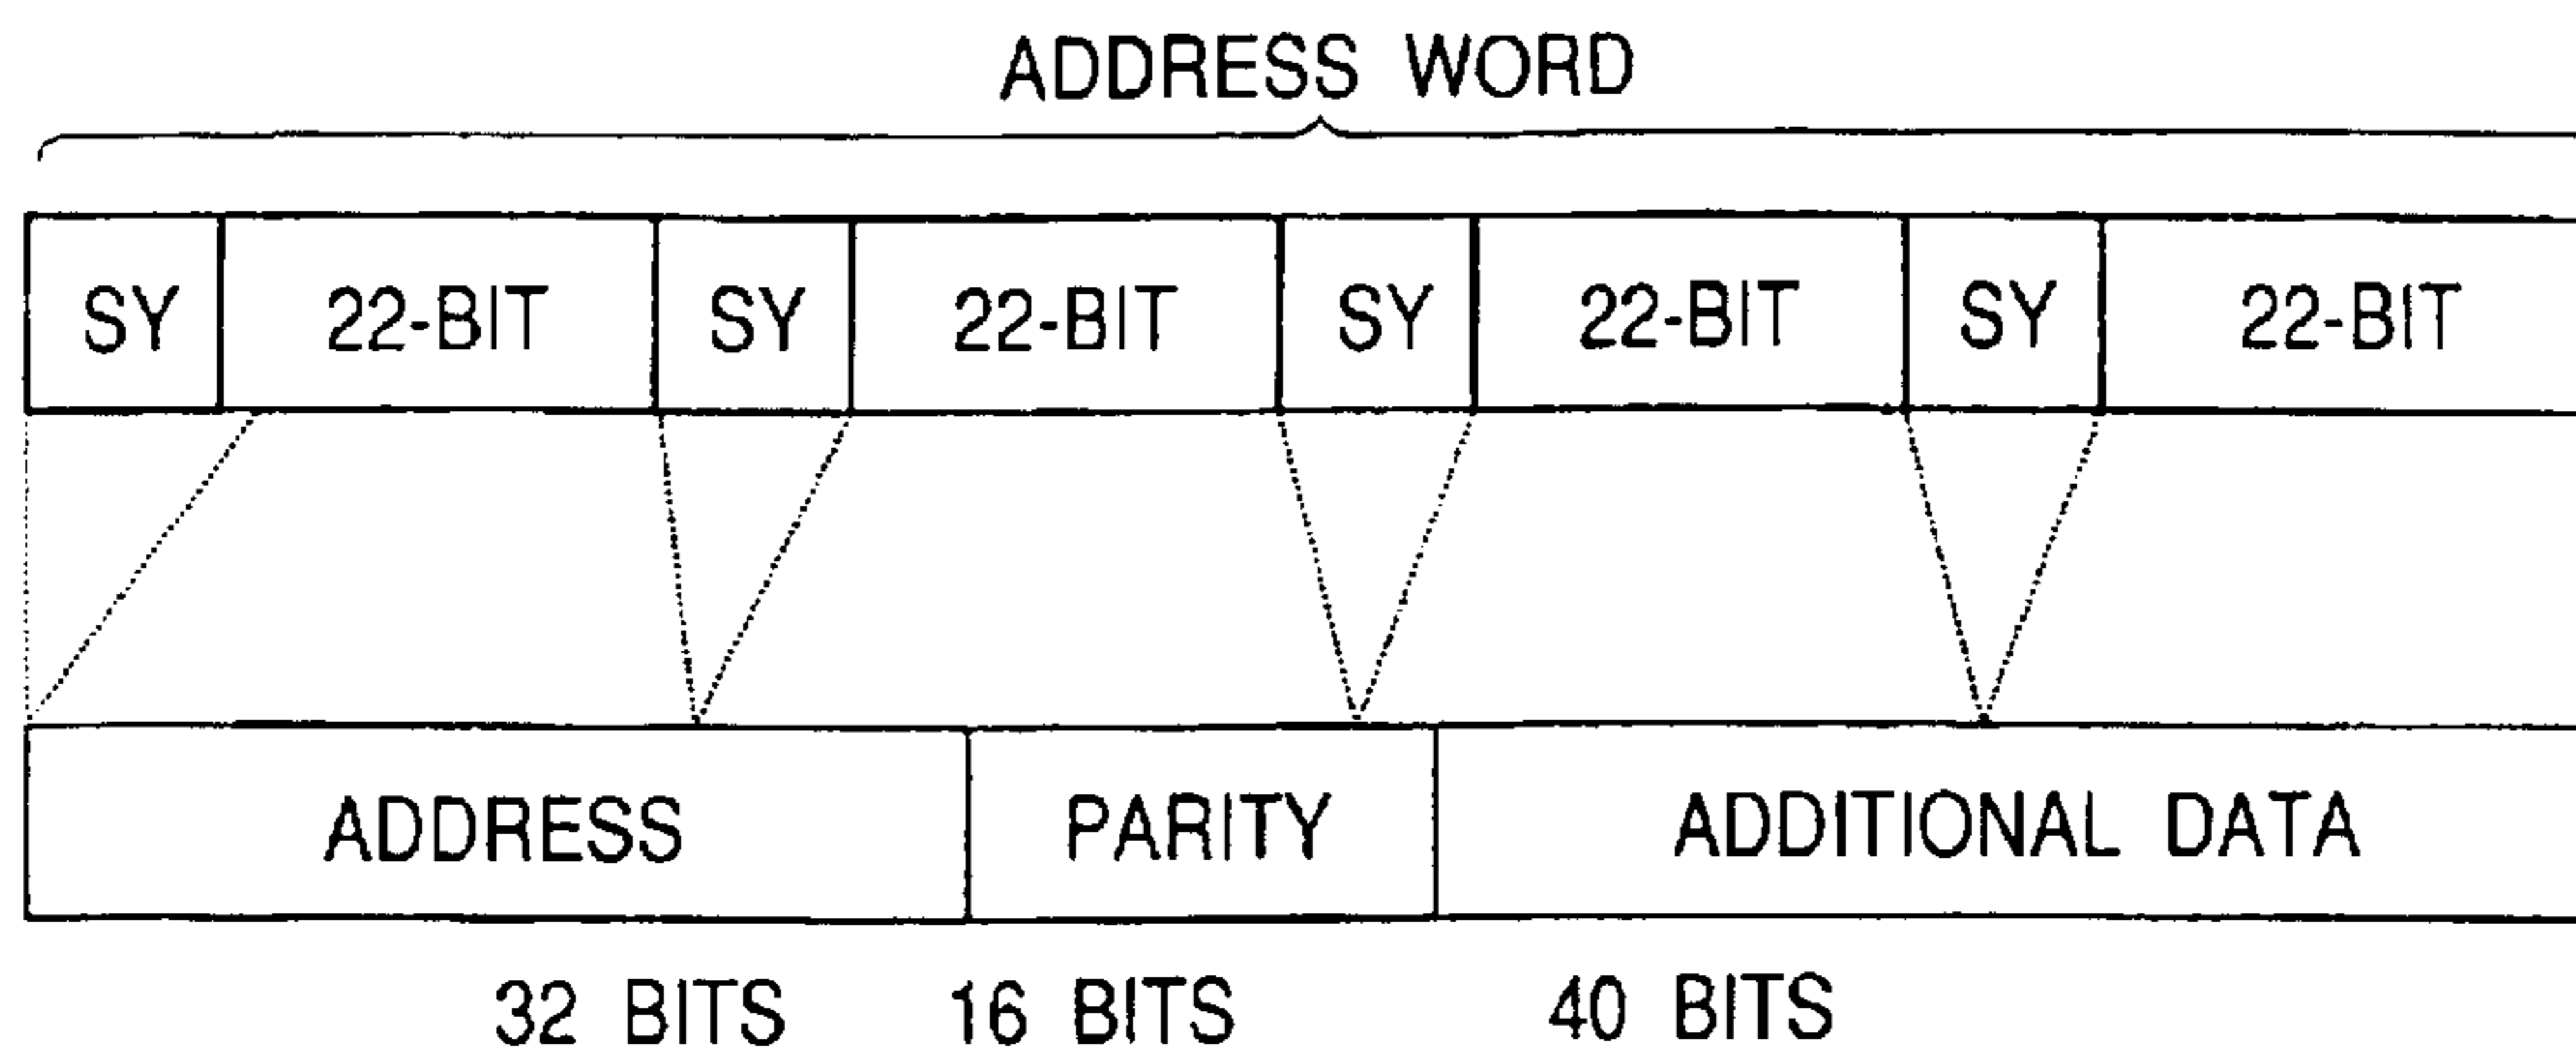 ADDRESS WORD
SY 22-BIT SY 22-BIT SY 22-BIT SY 22-BIT
ADDRESS PARITY ADDITIONAL DATA
32 BITS 16 BITS 40 BITS